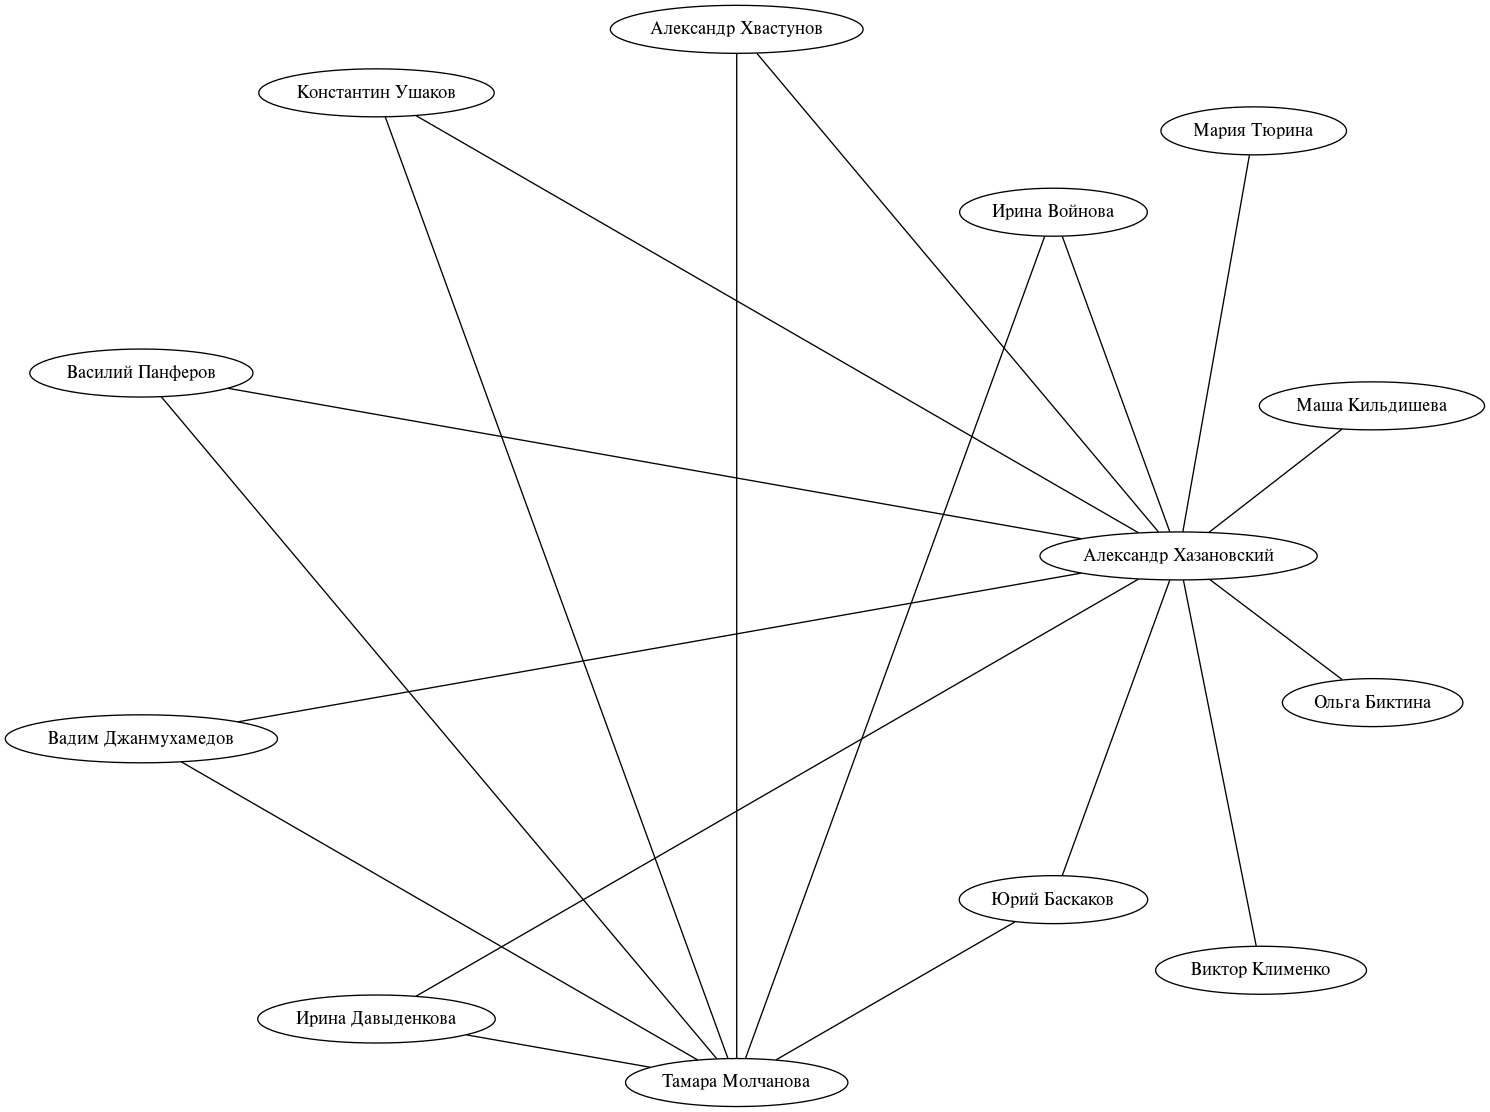 Александр Хвастунов
Константин Ушаков
Мария Тюрина
Ирина Войнова
Василий Панферов
Маша Кильдишева
Александр Хазановский
Ольга Биктина
Вадим Джанмухамедов
Юрий Баскаков
Виктор Клименко
Ирина Давыденкова
Тамара Молчанова